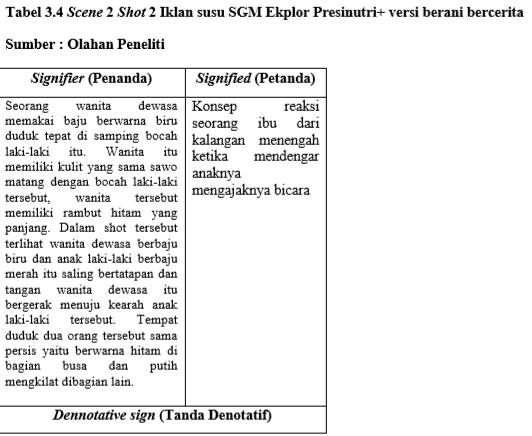 Tabel 3.4 Scene 2 Shot 2 Iklan susu SGM Ekplor Presinutri+ versi berani bercerita
Sumber : Olahan Peneliti
Signifier (Penanda)
Signified (Petanda)
Seorang wanita dewasa
memakai baju berwarna biru
duduk tepat di samping bocah
laki-laki itu. Wanita itu
memiliki kulit yang sama sawo
matang dengan bocah laki-laki
tersebut, wanita tersebut
memiliki rambut hitam yang
panjang. Dalam shot tersebut
terlihat wanita dewasa berbaju
biru dan anak laki-laki berbaju
merah itu saling bertatapan dan
tangan wanita dewasa itu
bergerak menuju kearah anak
laki-laki tersebut. Tempat
duduk dua orang tersebut sama
persis yaitu berwarna hitam di
bagian busa dan putih
mengkilat dibagian lain.
Konsep reaksi
seorang ibu dari
kalangan menengah
ketika mendengar
anaknya
mengajaknya bicara
Dennotative sign (Tanda Denotatif)